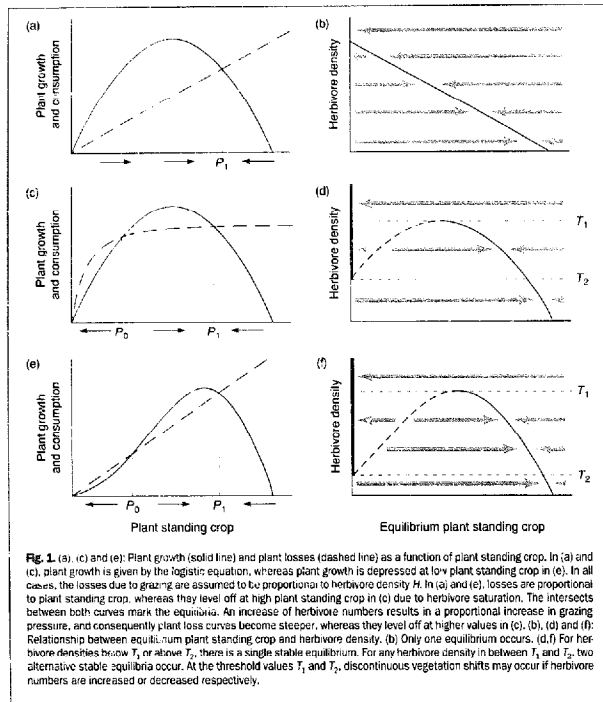 (a)
Plant growth
and consumption
P₁
(b)
Herbivore density
(c)
Plant growth
and consumption
P₀
P₁
(d)
Herbivore density
T₁
T₂
(e)
Plant growth
and consumption
P₀
P₁
Plant standing crop
(f)
Herbivore density
T₁
T₂
Equilibrium plant standing crop
Fig. 1. (a), (c) and (e): Plant growth (solid line) and plant losses (dashed line) as a function of plant standing crop. In (a) and
(c), plant growth is given by the logistic equation, whereas plant growth is depressed at low plant standing crop in (e). In all
cases, the losses due to grazing are assumed to be proportional to herbivore density H. In (a) and (e), losses are proportional
to plant standing crop, whereas they level off at high plant standing crop in (c) due to herbivore saturation. The intersects
between both curves mark the equilibria. An increase of herbivore numbers results in a proportional increase in grazing
pressure, and consequently plant loss curves become steeper, whereas they level off at higher values in (c). (b), (d) and (f):
Relationship between equilibrium plant standing crop and herbivore density. (b) Only one equilibrium occurs. (d,f) For her-
bivore densities below T₁ or above T₂, there is a single stable equilibrium. For any herbivore density in between T₁ and T₂, two
alternative stable equilibria occur. At the threshold values T₁ and T₂, discontinuous vegetation shifts may occur if herbivore
numbers are increased or decreased respectively.